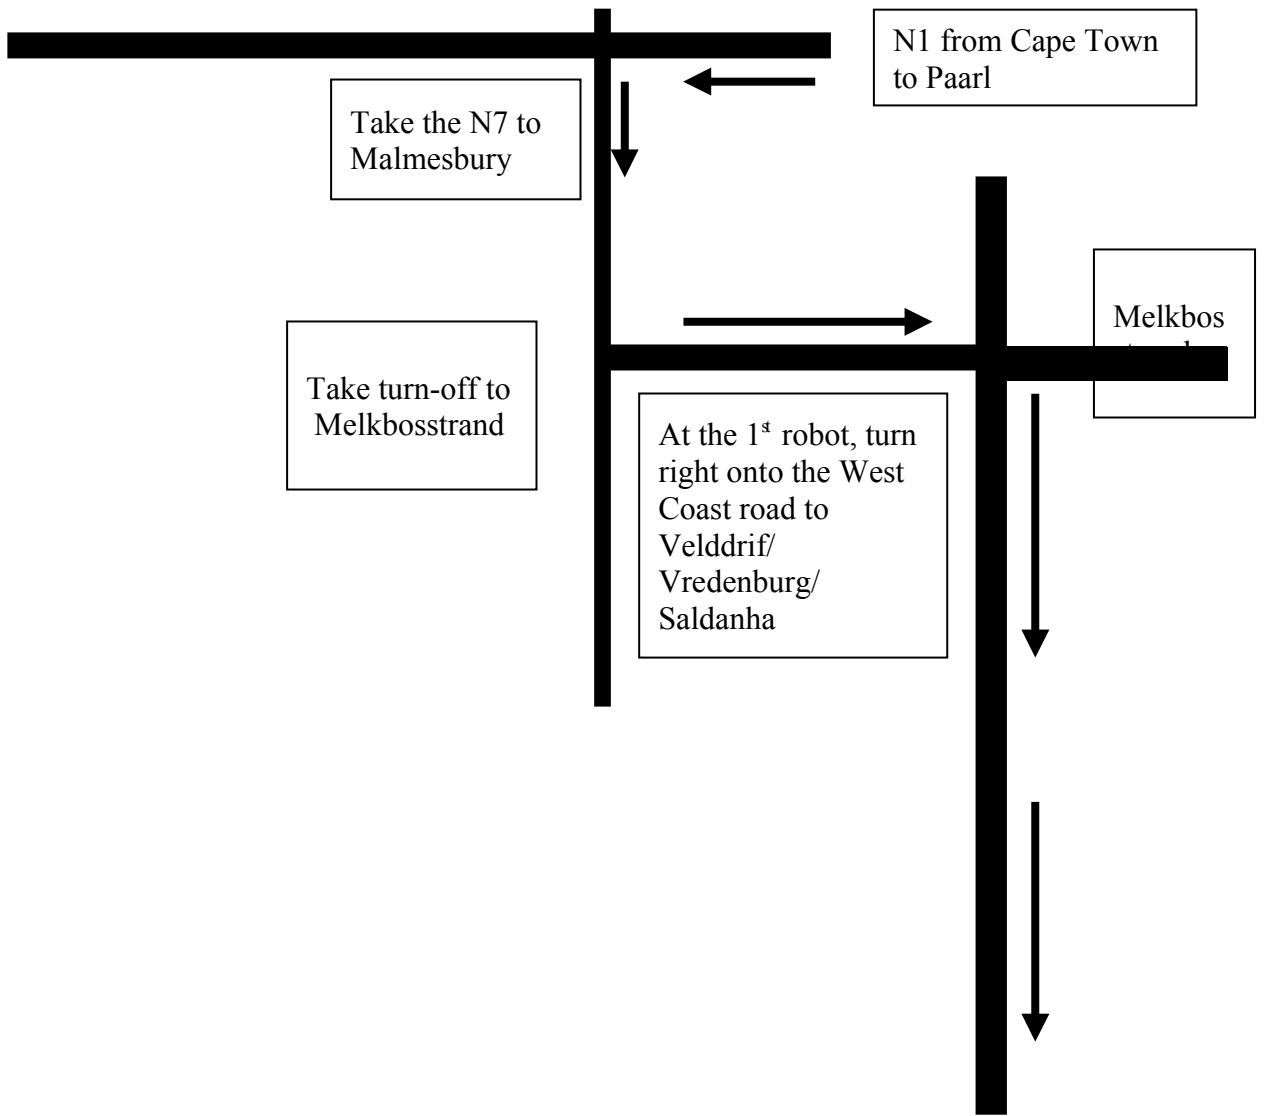 N1 from Cape Town
to Paarl
Take the N7 to
Malmesbury
Melkbos
Take turn-off to
Melkbosstrand
At the 1st robot, turn
right onto the West
Coast road to
Velddrif/
Vredenburg/
Saldanha